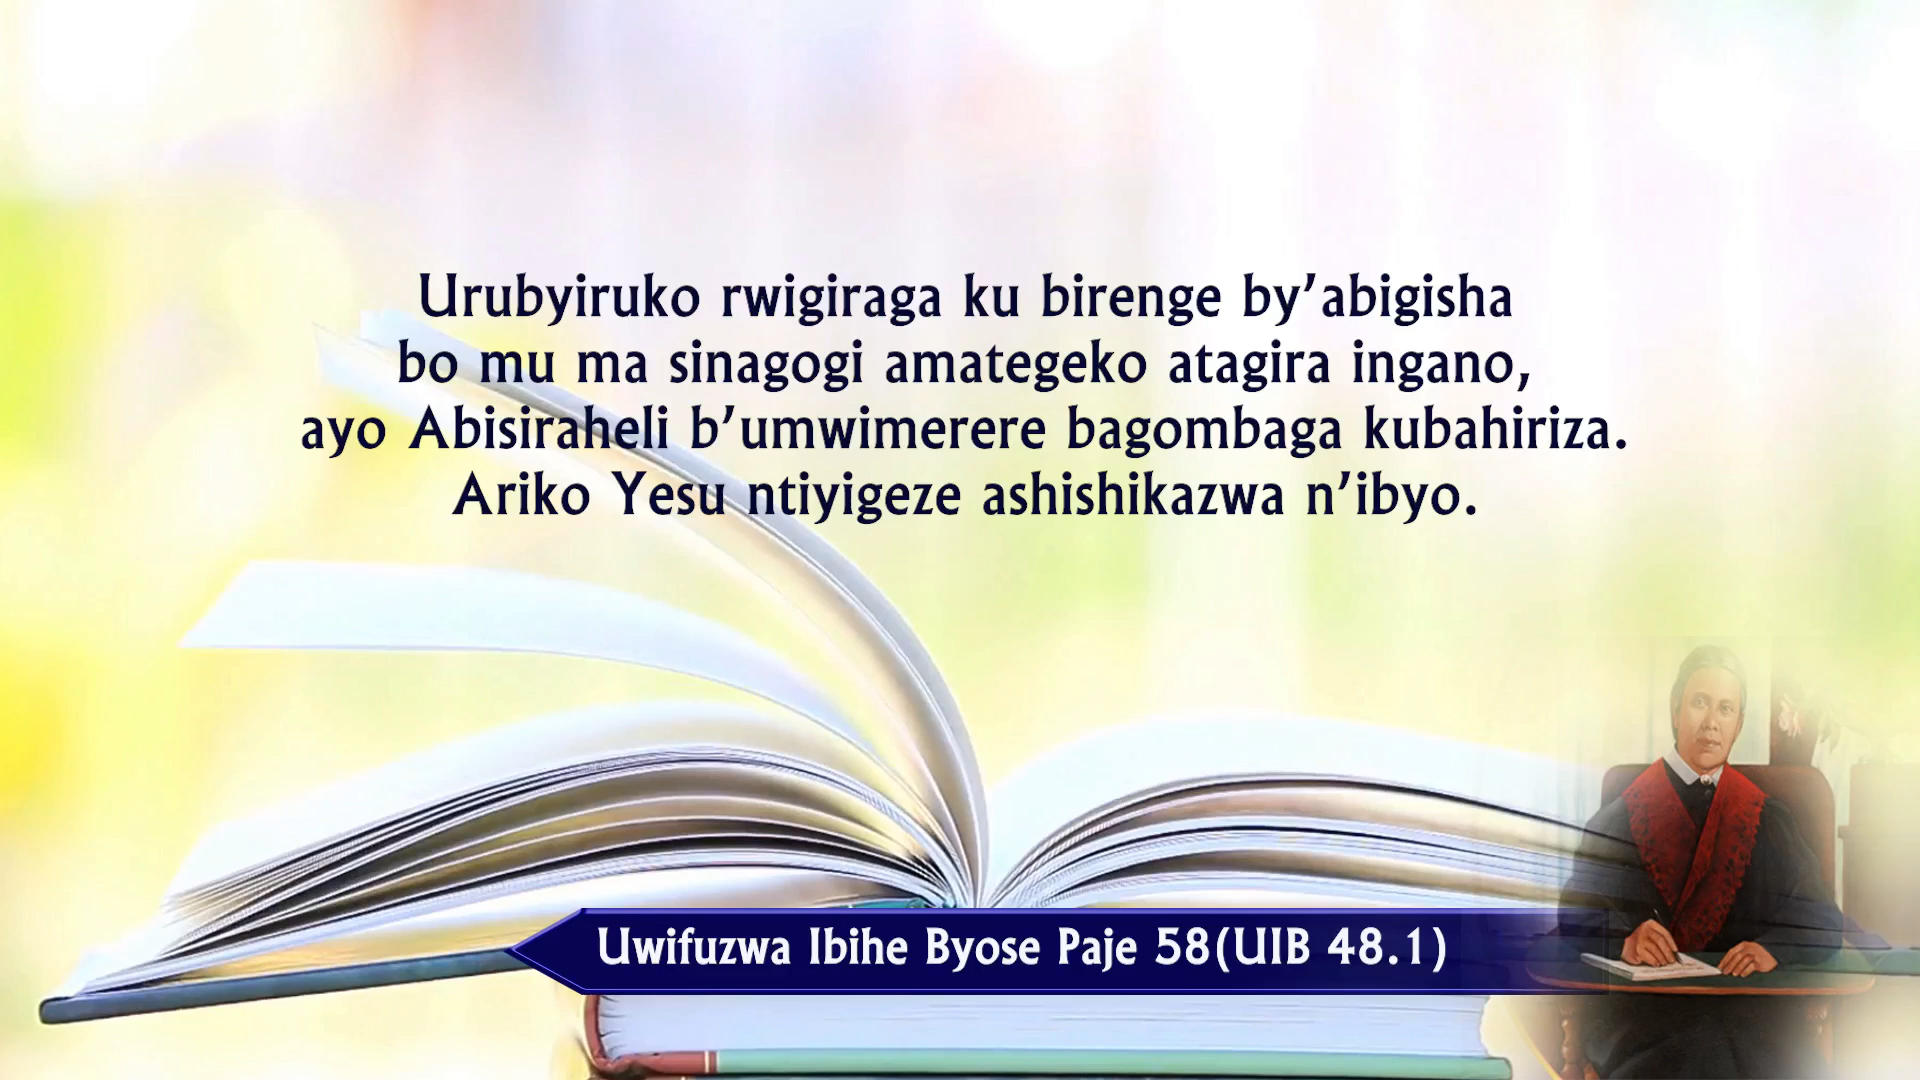 Urubyiruko rwigiraga ku birenge by’abigisha
bo mu ma sinagogi amategeko atagira ingano,
ayo Abisiraheli b’umwimerere bagombaga kubahiriza.
Ariko Yesu ntiyigeze ashishikazwa n’ibyo.
Uwifuzwa Ibihe Byose Paje 58(UIB 48.1)